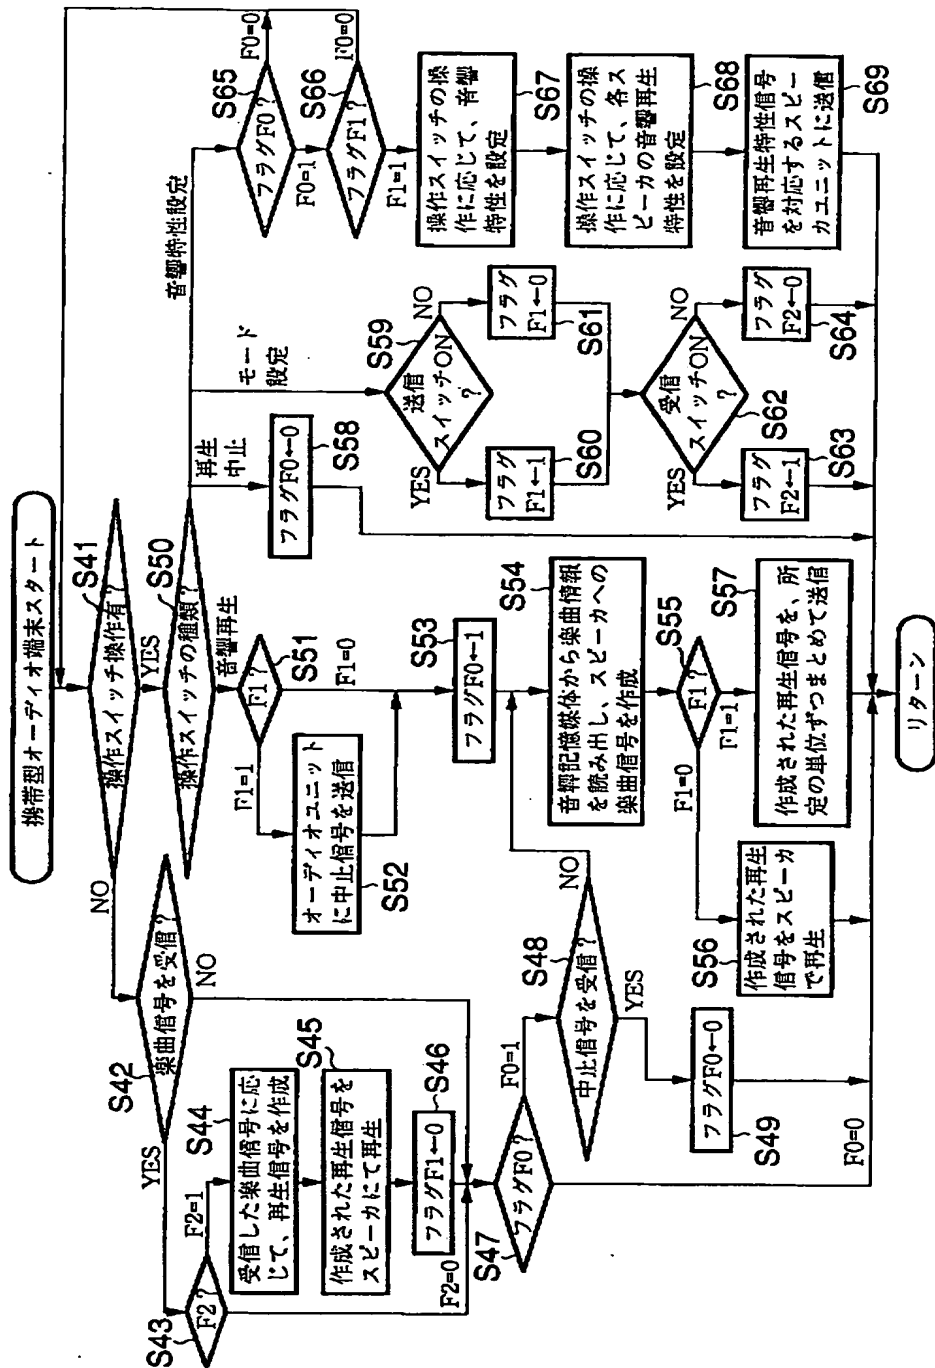 携帯型オーディオ端末スタート
操作スイッチ操作有?
S41
NO
YES
操作スイッチの種類?
S50
楽曲信号を受信?
S42
YES
NO
F2?
S43
F2=1
F2=0
受信した楽曲信号に応
じて、再生信号を作成
S44
作成された再生信号を
スピーカにて再生
S45
フラグF1←0
S46
フラグF0?
S47
F0=1
F0=0
中止信号を受信?
S48
NO
YES
フラグF0←0
S49
音響再生
F1?
S51
F1=1
F1=0
オーディオユニット
に中止信号を送信
S52
フラグF0←1
S53
音響記憶媒体から楽曲情報
を読み出し、スピーカへの
楽曲信号を作成
S54
F1?
S55
F1=0
F1=1
作成された再生
信号をスピーカ
で再生
S56
作成された再生信号を、所
定の単位ずつまとめて送信
S57
再生
中止
フラグF0←0
S58
モード
設定
送信
スイッチON
?
S59
YES
NO
フラグ
F1←1
S60
フラグ
F1←0
S61
受信
スイッチON
?
S62
YES
NO
フラグ
F2←1
S63
フラグ
F2←0
S64
音響特性設定
フラグF0?
S65
F0=0
F0=1
フラグF1?
S66
F0=0
F1=1
操作スイッチの操
作に応じて、音響
特性を設定
S67
操作スイッチの操
作に応じて、各ス
ピーカの音響再生
特性を設定
S68
音響再生特性信号
を対応するスピー
カユニットに送信
S69
リターン